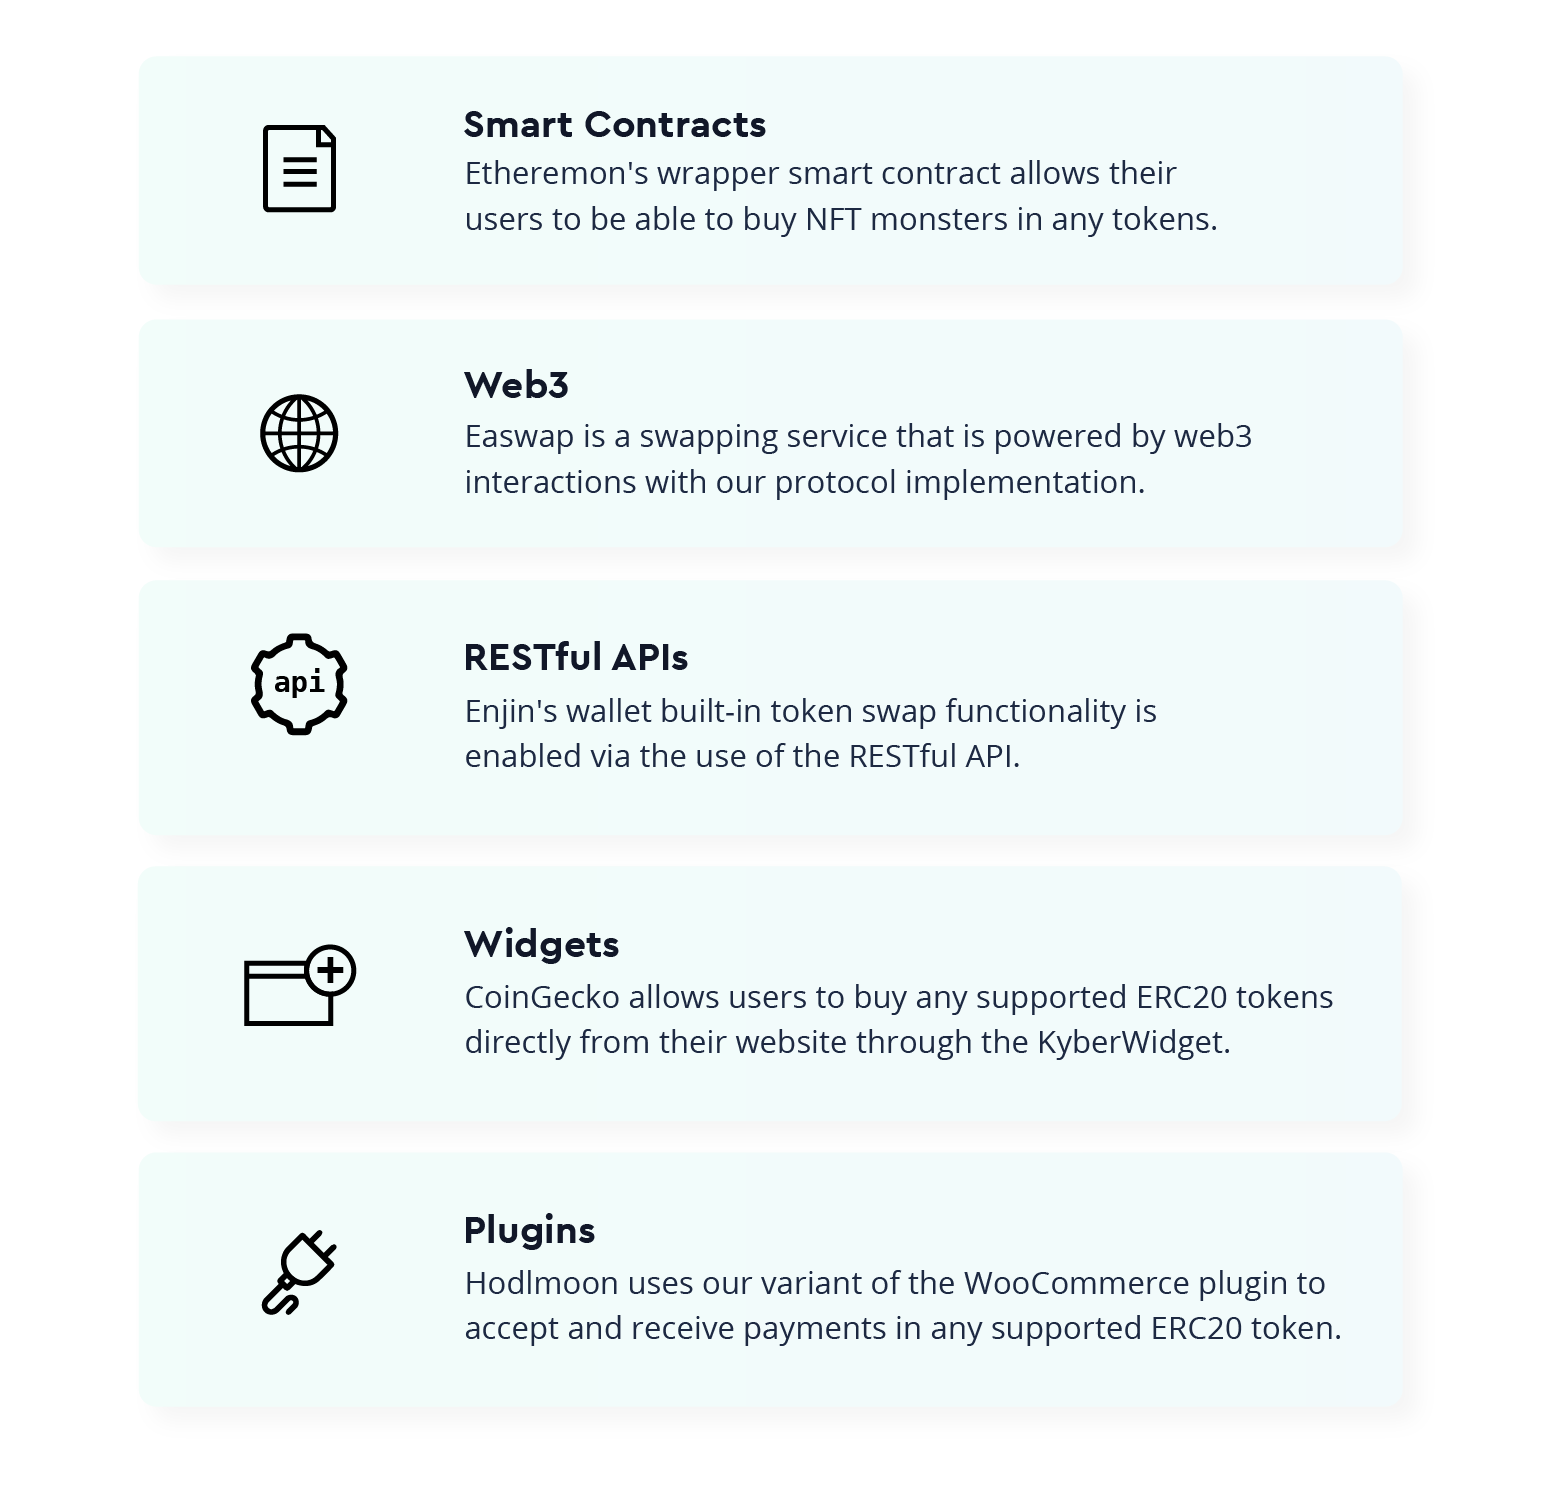 Smart Contracts
Etheremon's wrapper smart contract allows their
users to be able to buy NFT monsters in any tokens.
Web3
Easwap is a swapping service that is powered by web3
interactions with our protocol implementation.
api
RESTful APIs
Enjin's wallet built-in token swap functionality is
enabled via the use of the RESTful API.
Widgets
CoinGecko allows users to buy any supported ERC20 tokens
directly from their website through the KyberWidget.
Plugins
Hodlmoon uses our variant of the WooCommerce plugin to
accept and receive payments in any supported ERC20 token.